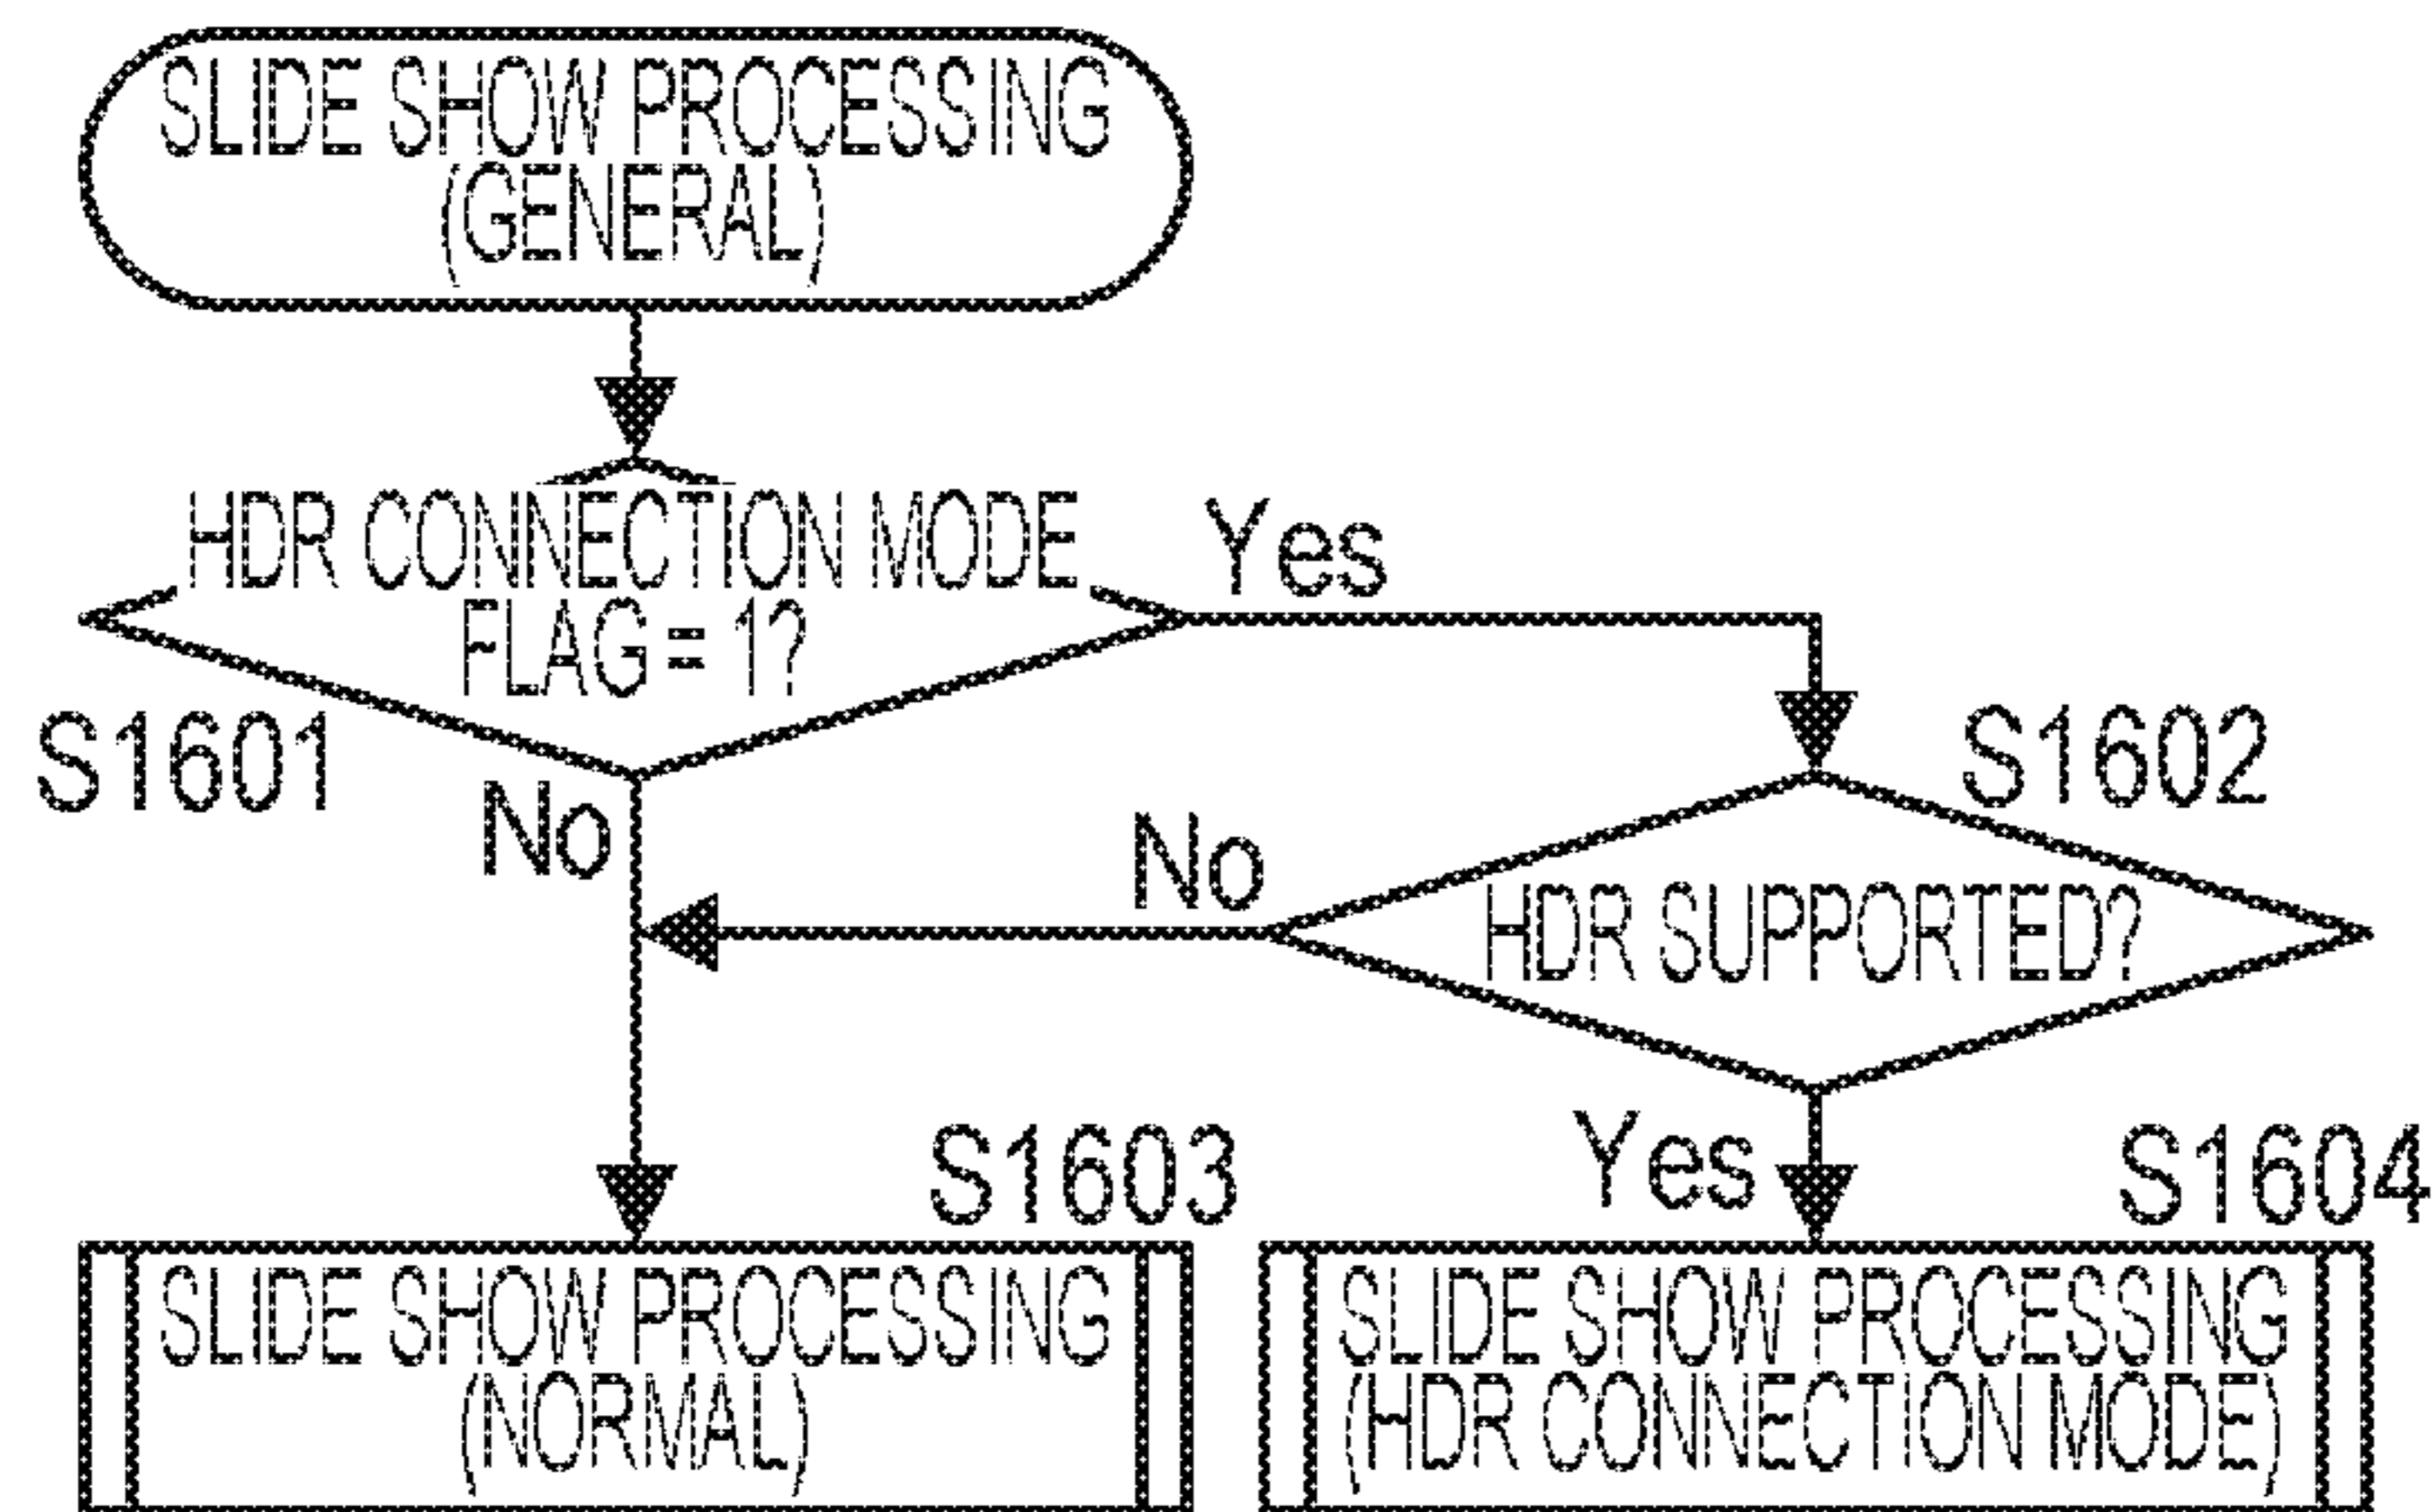 SLIDE SHOW PROCESSING
(GENERAL)
HDR CONNECTION MODE
FLAG = 1?
Yes
S1601
No
S1602
No
HDR SUPPORTED?
S1603
Yes
S1604
SLIDE SHOW PROCESSING
(NORMAL)
SLIDE SHOW PROCESSING
(HDR CONNECTION MODE)